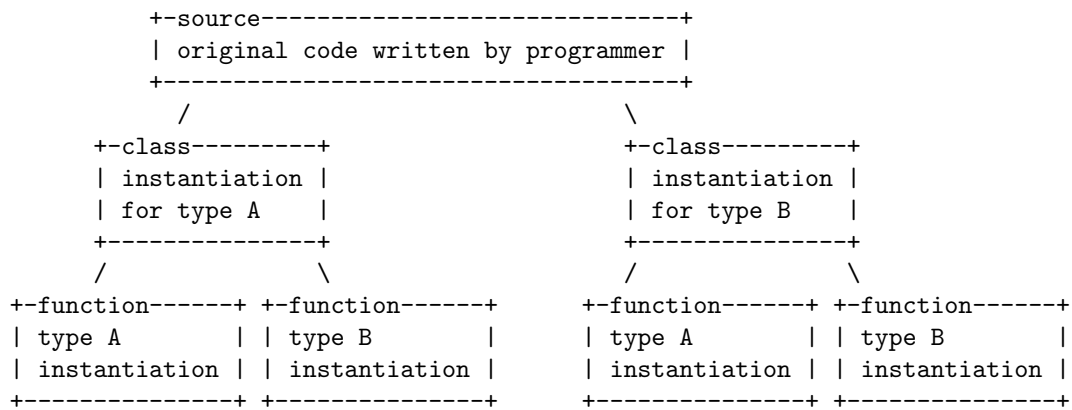 source
original code written by programmer
class
instantiation
for type A
class
instantiation
for type B
function
type A
instantiation
function
type B
instantiation
function
type A
instantiation
function
type B
instantiation